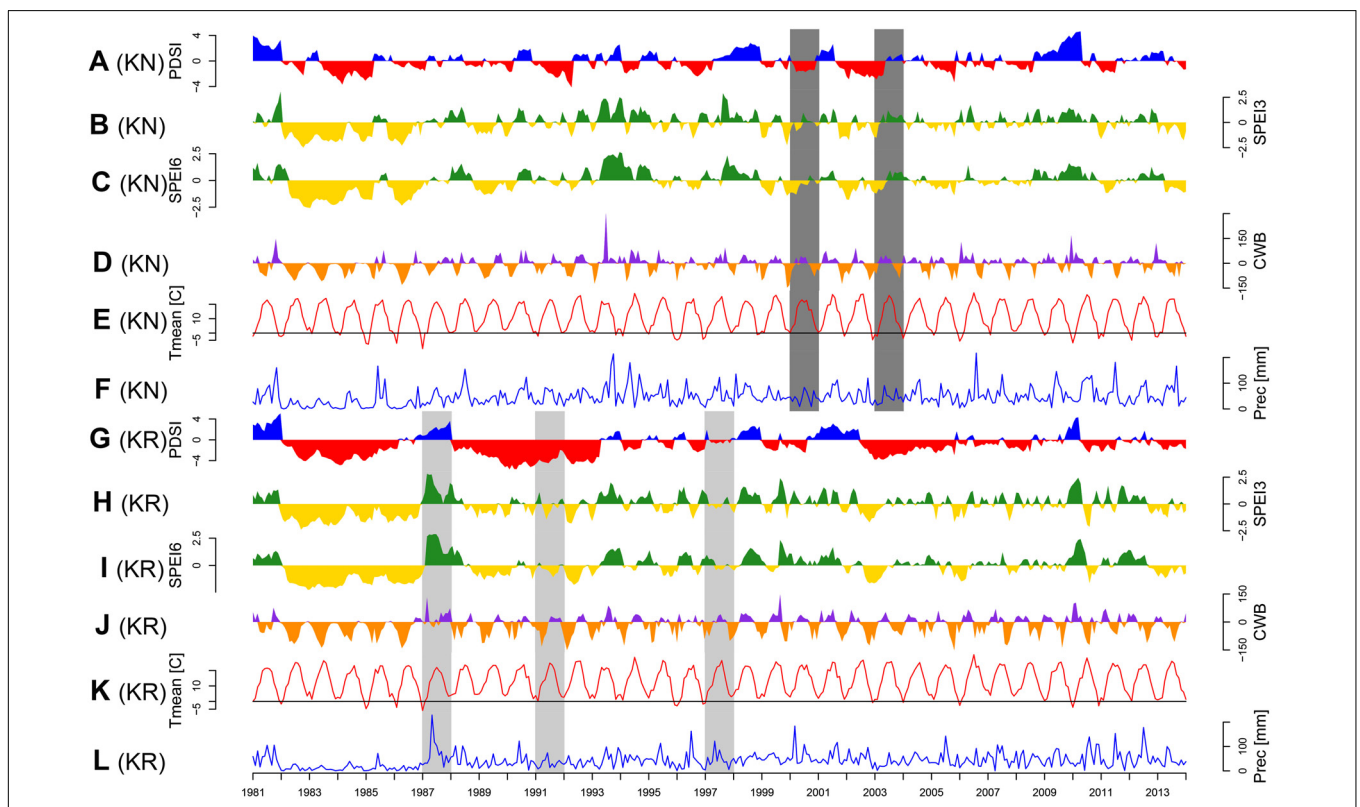 A (KN) PDSI 4 0 −4
B (KN) SPEI3 2.5 0 −2.5
C (KN) SPEI6 2.5 0 −2.5
D (KN) CWB 150 0 −150
E (KN) Tmean [C] 10 −5
F (KN) Prec [mm] 100 0
G (KR) PDSI 4 0 −4
H (KR) SPEI3 2.5 0 −2.5
I (KR) SPEI6 2.5 0
J (KR) CWB 150 0 −150
K (KR) Tmean [C] 10 −5
L (KR) Prec [mm] 100 0
1981 1983 1985 1987 1989 1991 1993 1995 1997 1999 2001 2003 2005 2007 2009 2011 2013